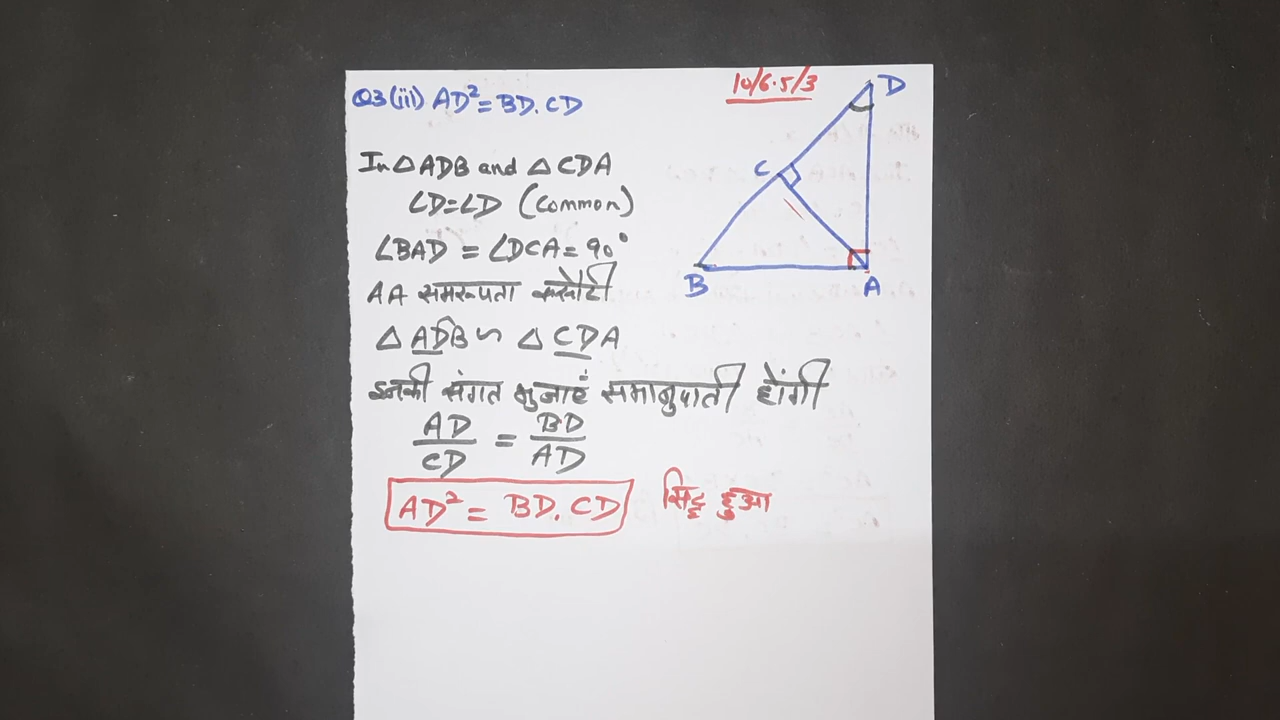 Q3(iii) AD² = BD. CD
10/6.5/3
In △ADB and △CDA
∠D=∠D (Common)
∠BAD = ∠DCA = 90°
AA समरूपता कसौटी
△ ADB ∽ △ CDA
इनकी संगत भुजाएं समानुपाती होंगी
AD/CD = BD/AD
AD² = BD. CD सिद्ध हुआ
D
C
B
A